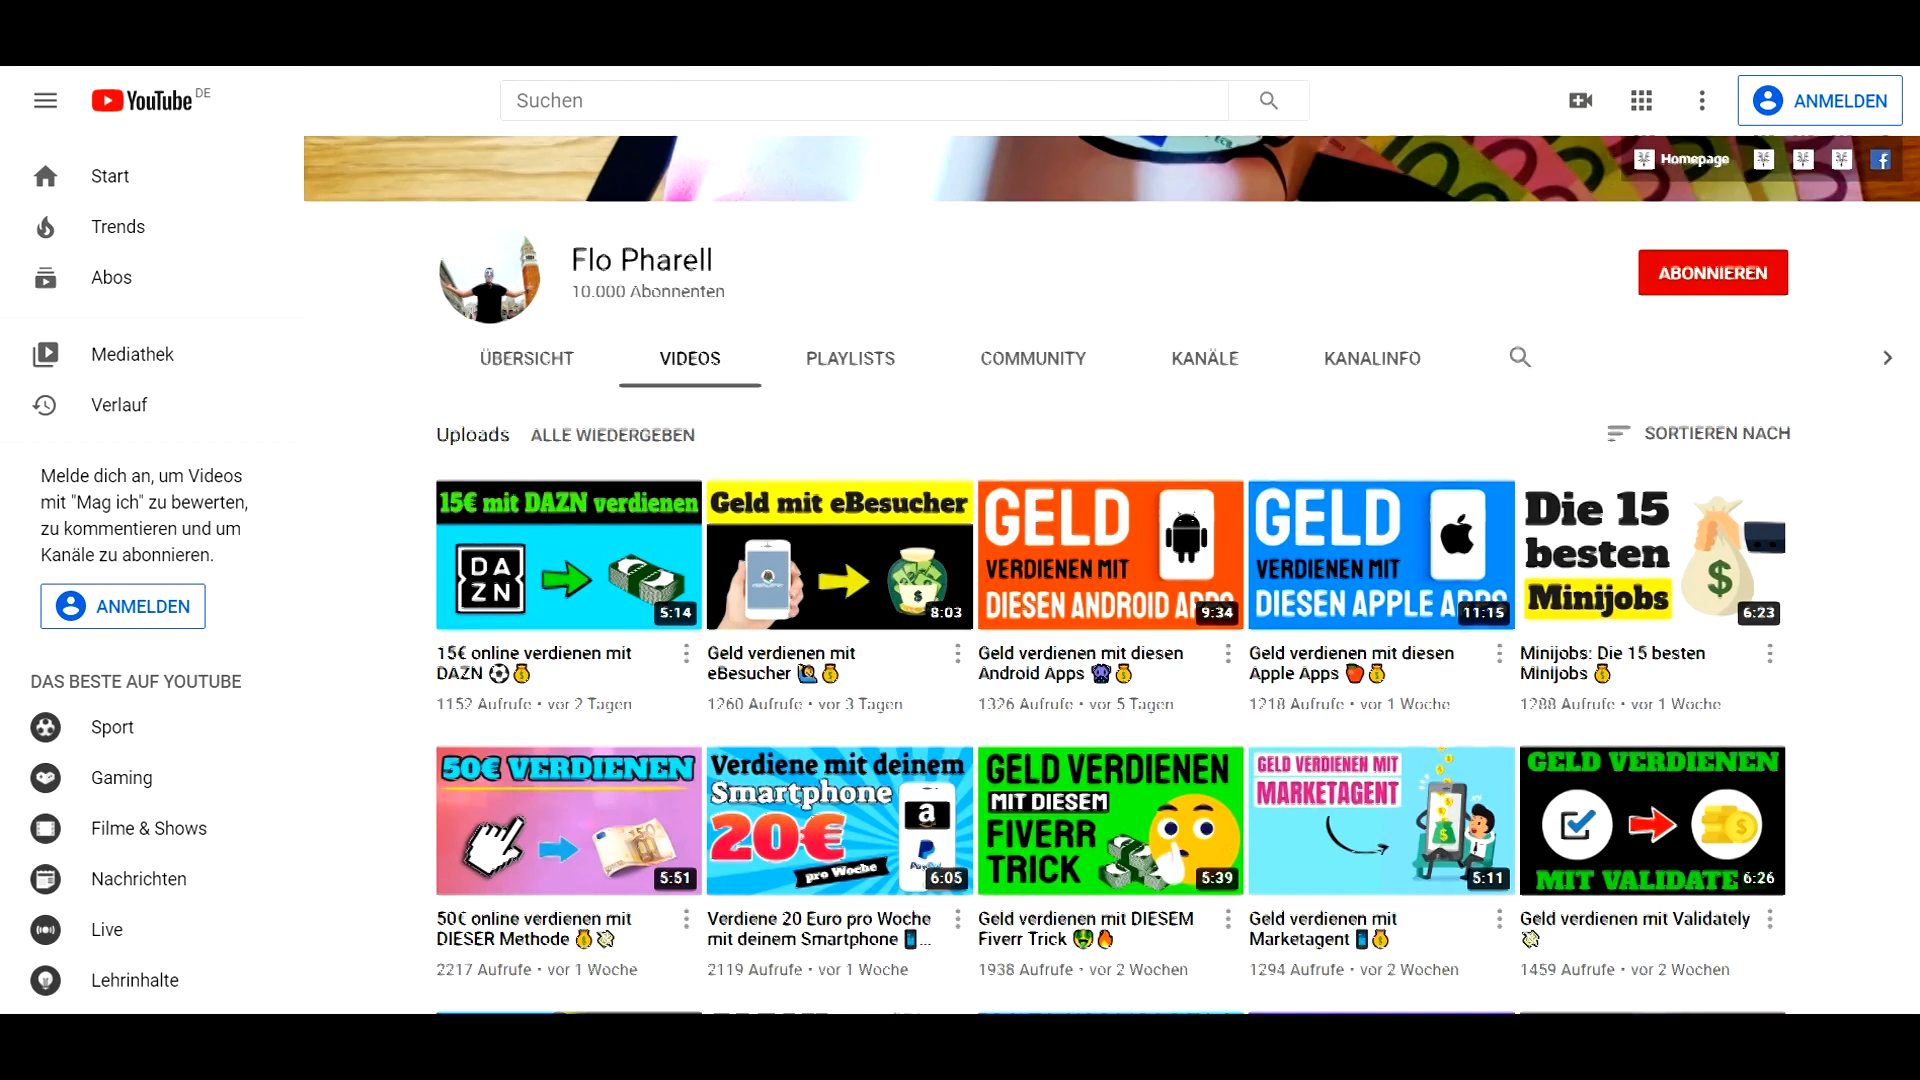 YouTube DE
Suchen
ANMELDEN
Start
Trends
Abos
Mediathek
Verlauf
Melde dich an, um Videos
mit "Mag ich" zu bewerten,
zu kommentieren und um
Kanäle zu abonnieren.
ANMELDEN
DAS BESTE AUF YOUTUBE
Sport
Gaming
Filme & Shows
Nachrichten
Live
Lehrinhalte
Homepage
Flo Pharell
10.000 Abonnenten
ABONNIEREN
ÜBERSICHT VIDEOS PLAYLISTS COMMUNITY KANÄLE KANALINFO
Uploads ALLE WIEDERGEBEN
SORTIEREN NACH
15€ mit DAZN verdienen
DA
ZN
5:14
15€ online verdienen mit
DAZN ⚽💰
1152 Aufrufe • vor 2 Tagen
Geld mit eBesucher
8:03
Geld verdienen mit
eBesucher 🙋💰
1260 Aufrufe • vor 3 Tagen
GELD
VERDIENEN MIT
DIESEN ANDROID APPS
9:34
Geld verdienen mit diesen
Android Apps 👾💰
1326 Aufrufe • vor 5 Tagen
GELD
VERDIENEN MIT
DIESEN APPLE APPS
11:15
Geld verdienen mit diesen
Apple Apps 🍎💰
1218 Aufrufe • vor 1 Woche
Die 15
besten
Minijobs
$
6:23
Minijobs: Die 15 besten
Minijobs 💰
1288 Aufrufe • vor 1 Woche
50€ VERDIENEN
50
5:51
50€ online verdienen mit
DIESER Methode 💰💸
2217 Aufrufe • vor 1 Woche
Verdiene mit deinem
Smartphone
20€
pro Woche
a
PayPal
6:05
Verdiene 20 Euro pro Woche
mit deinem Smartphone 📱...
2119 Aufrufe • vor 1 Woche
GELD VERDIENEN
MIT DIESEM
FIVERR
TRICK
5:39
Geld verdienen mit DIESEM
Fiverr Trick 🤑🔥
1938 Aufrufe • vor 2 Wochen
GELD VERDIENEN MIT
MARKETAGENT
$
5:11
Geld verdienen mit
Marketagent 📱💰
1294 Aufrufe • vor 2 Wochen
GELD VERDIENEN
$
MIT VALIDATE
6:26
Geld verdienen mit Validately
💸
1459 Aufrufe • vor 2 Wochen